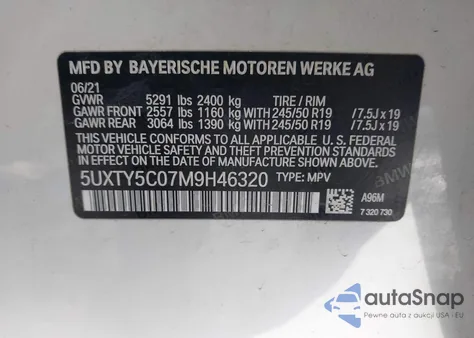 MFD BY BAYERISCHE MOTOREN WERKE AG
06/21
GVWR 5291 lbs 2400 kg TIRE / RIM
GAWR FRONT 2557 lbs 1160 kg WITH 245/50 R19 /7.5J x 19
GAWR REAR 3064 lbs 1390 kg WITH 245/50 R19 /7.5J x 19
THIS VEHICLE CONFORMS TO ALL APPLICABLE U.S. FEDERAL
MOTOR VEHICLE SAFETY, BUMPER, AND THEFT PREVENTION
STANDARDS IN EFFECT ON THE DATE OF MANUFACTURE SHOWN ABOVE.
5UXTY5C07M9H46320 TYPE: MPV
A96M
7 320 730
autoSnap
Pewne auta z aukcji USA i EU